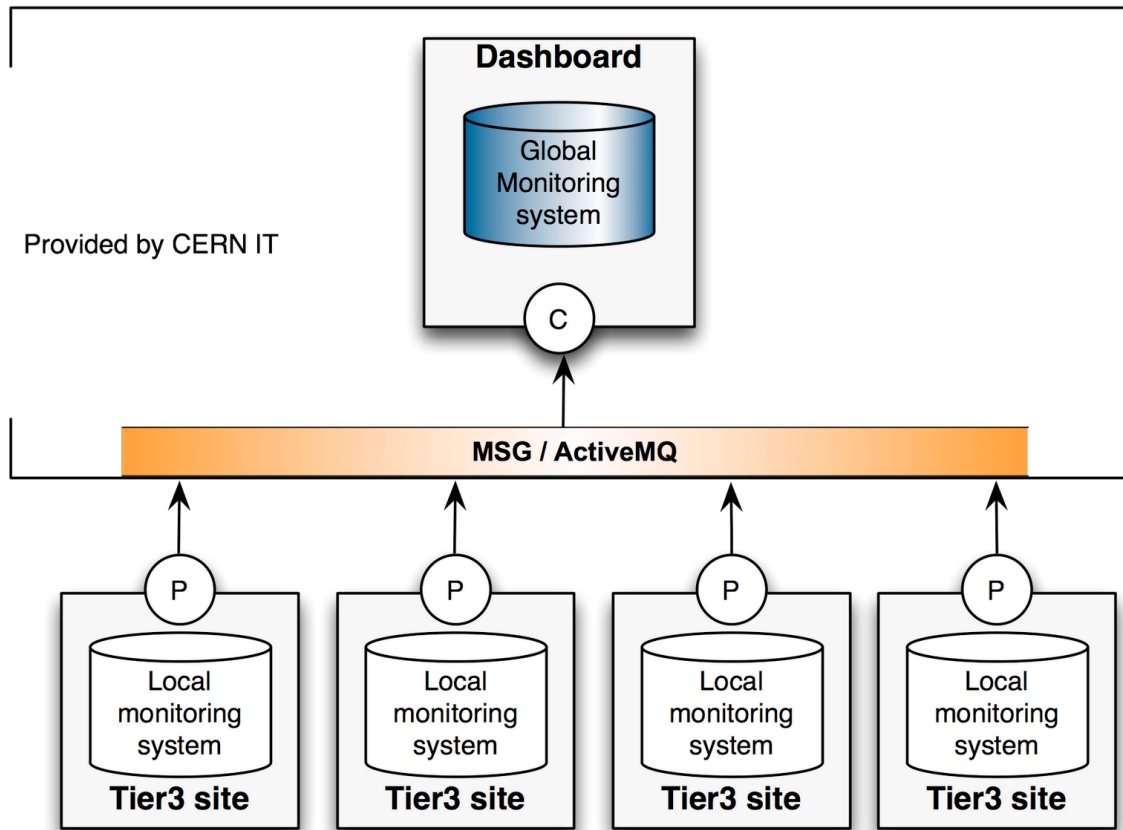 Dashboard
Global
Monitoring
system
Provided by CERN IT
C
MSG / ActiveMQ
P
P
P
P
Local
monitoring
system
Local
monitoring
system
Local
monitoring
system
Local
monitoring
system
Tier3 site
Tier3 site
Tier3 site
Tier3 site